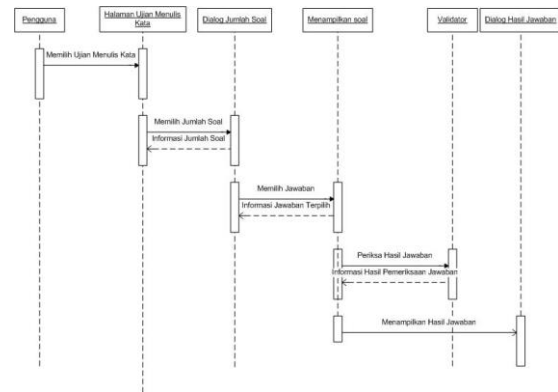 Pengguna
Halaman Ujian Menulis
Kata
Dialog Jumlah Soal
Menampilkan soal
Validator
Dialog Hasil Jawaban
Memilih Ujian Menulis Kata
Memilih Jumlah Soal
Informasi Jumlah Soal
Memilih Jawaban
Informasi Jawaban Terpilih
Periksa Hasil Jawaban
Informasi Hasil Pemeriksaan Jawaban
Menampilkan Hasil Jawaban